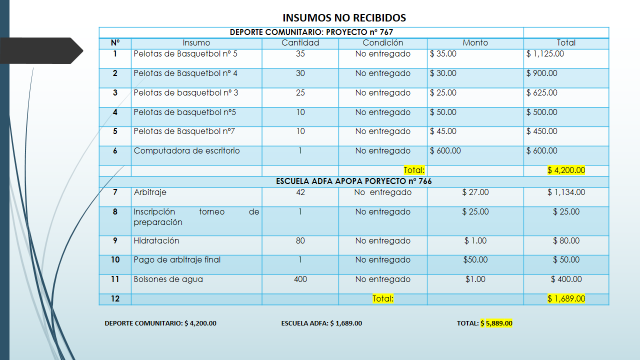 INSUMOS NO RECIBIDOS
DEPORTE COMUNITARIO: PROYECTO nº 767
Nº Insumo Cantidad Condición Monto Total
1 Pelotas de Basquetbol nº 5 35 No entregado $ 35.00 $ 1,125.00
2 Pelotas de Basquetbol nº 4 30 No entregado $ 30.00 $ 900.00
3 Pelotas de basquetbol nº 3 25 No entregado $ 25.00 $ 625.00
4 Pelotas de basquetbol nº5 10 No entregado $ 50.00 $ 500.00
5 Pelotas de Basquetbol nº7 10 No entregado $ 45.00 $ 450.00
6 Computadora de escritorio 1 No entregado $ 600.00 $ 600.00
Total: $ 4,200.00
ESCUELA ADFA APOPA PORYECTO nº 766
7 Arbitraje 42 No entregado $ 27.00 $ 1,134.00
8 Inscripción torneo de 1 No entregado $ 25.00 $ 25.00
preparación
9 Hidratación 80 No entregado $ 1.00 $ 80.00
10 Pago de arbitraje final 1 No entregado $50.00 $ 50.00
11 Bolsones de agua 400 No entregado $1.00 $ 400.00
12 Total: $ 1,689.00
DEPORTE COMUNITARIO: $ 4,200.00 ESCUELA ADFA: $ 1,689.00 TOTAL: $ 5,889.00